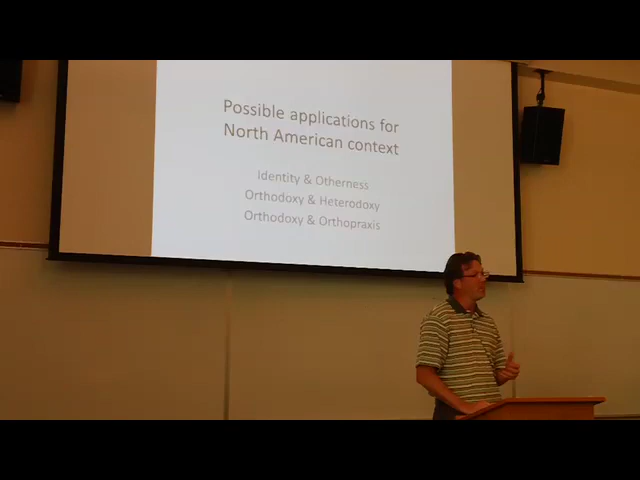 Possible applications for
North American context
Identity & Otherness
Orthodoxy & Heterodoxy
Orthodoxy & Orthopraxis